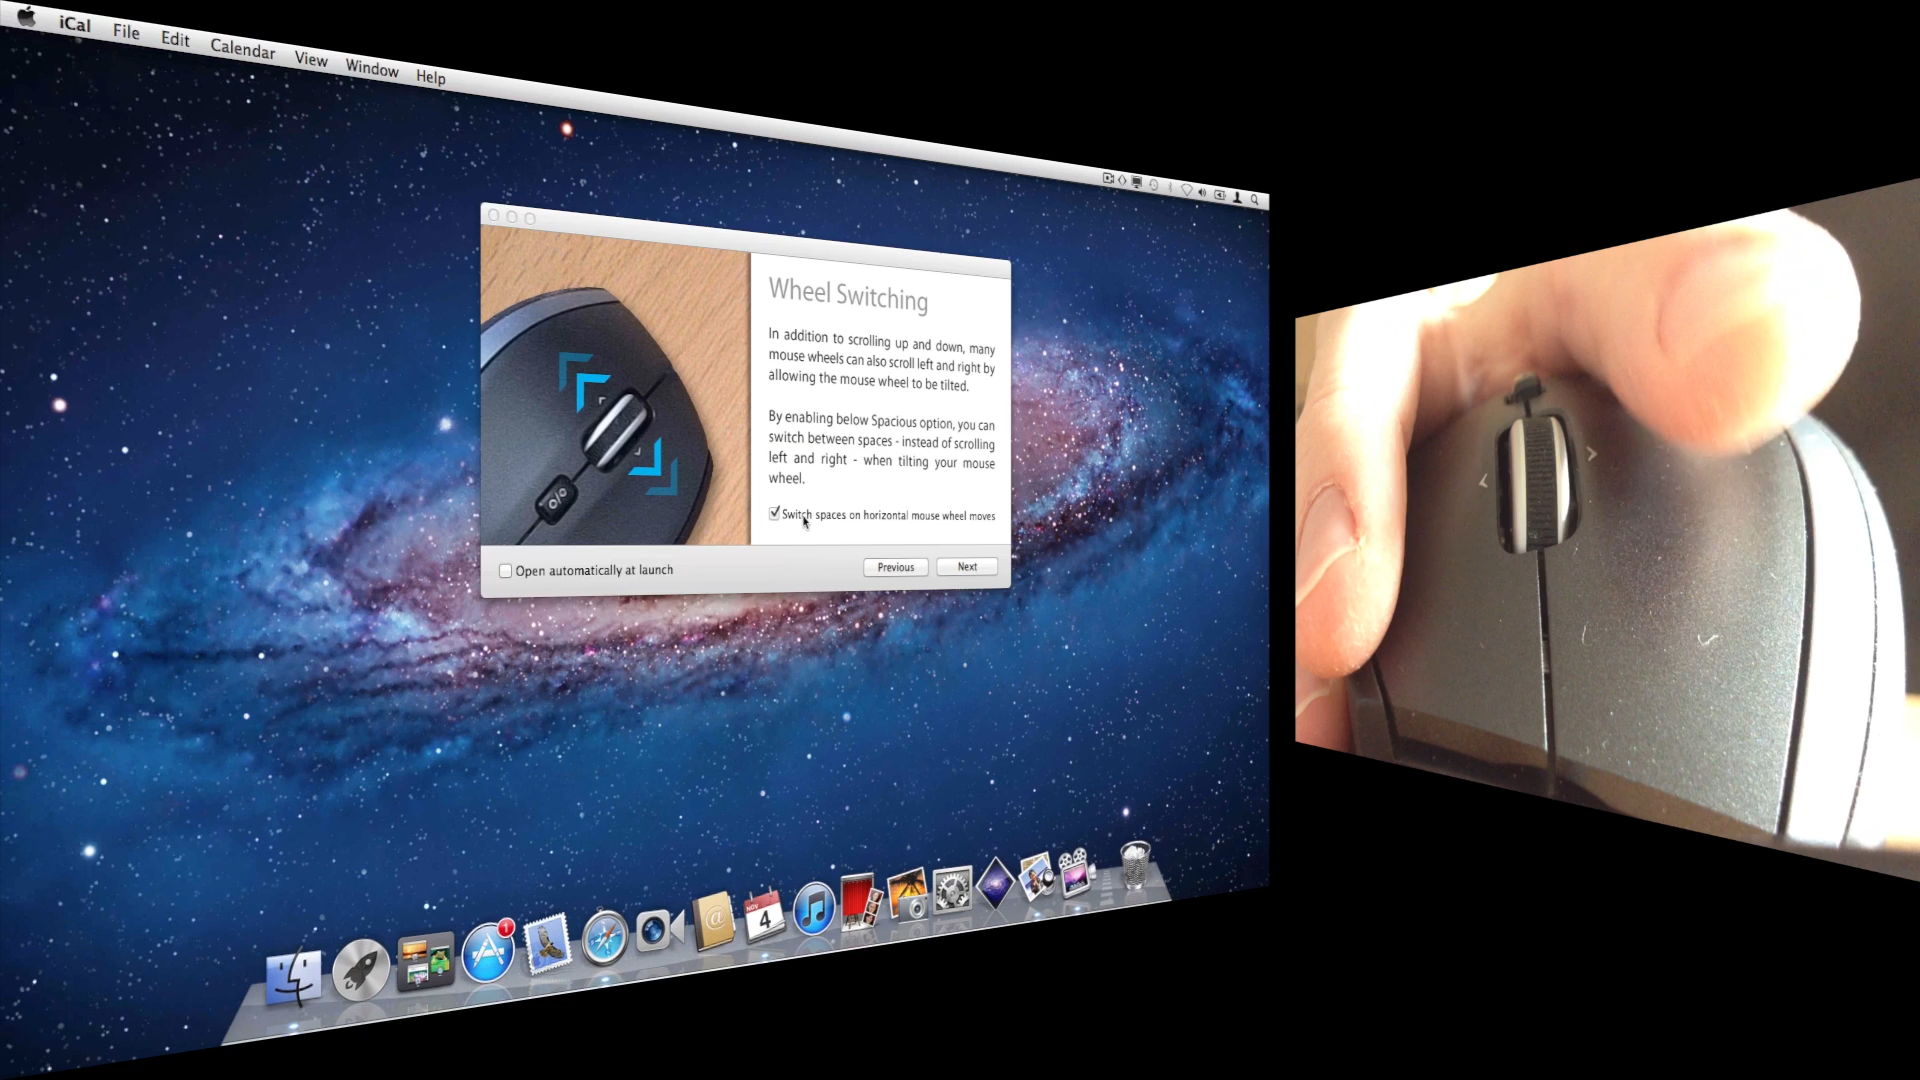 iCal File Edit Calendar View Window Help
Wheel Switching
In addition to scrolling up and down, many
mouse wheels can also scroll left and right by
allowing the mouse wheel to be tilted.
By enabling below Spacious option, you can
switch between spaces - instead of scrolling
left and right - when tilting your mouse
wheel.
Switch spaces on horizontal mouse wheel moves
Open automatically at launch
Previous Next
1
NOV
4